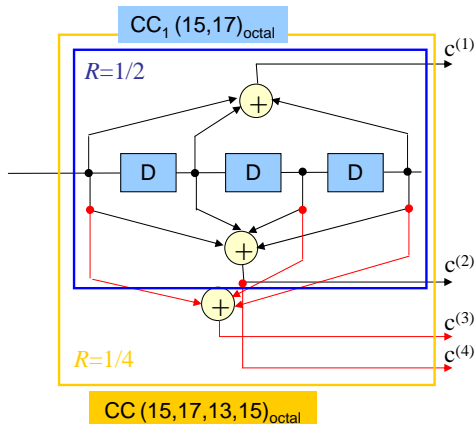 CC₁ (15,17)octal
R=1/2
c⁽¹⁾
+
D D D
+
c⁽²⁾
+
c⁽³⁾
R=1/4
c⁽⁴⁾
CC (15,17,13,15)octal